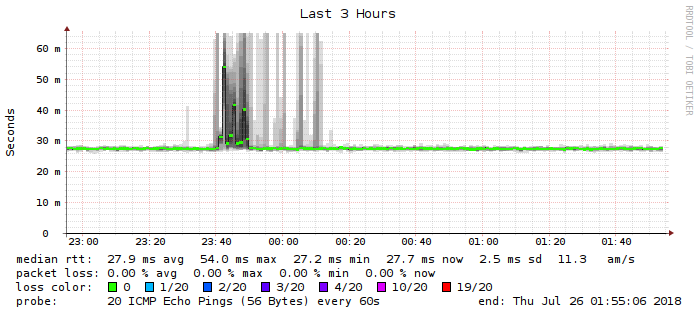 Last 3 Hours
RRDTOOL / TOBI OETIKER
Seconds
60 m
50 m
40 m
30 m
20 m
10 m
0
23:00 23:20 23:40 00:00 00:20 00:40 01:00 01:20 01:40
median rtt: 27.9 ms avg 54.0 ms max 27.2 ms min 27.7 ms now 2.5 ms sd 11.3 am/s
packet loss: 0.00 % avg 0.00 % max 0.00 % min 0.00 % now
loss color: 0 1/20 2/20 3/20 4/20 10/20 19/20
probe: 20 ICMP Echo Pings (56 Bytes) every 60s end: Thu Jul 26 01:55:06 2018